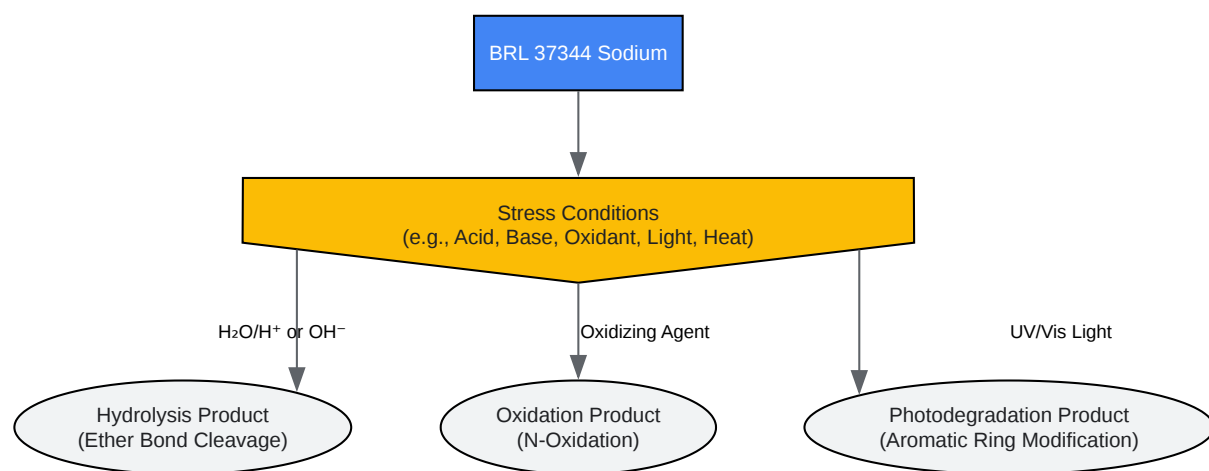 BRL 37344 Sodium
Stress Conditions
(e.g., Acid, Base, Oxidant, Light, Heat)
H₂O/H⁺ or OH⁻
Oxidizing Agent
UV/Vis Light
Hydrolysis Product
(Ether Bond Cleavage)
Oxidation Product
(N-Oxidation)
Photodegradation Product
(Aromatic Ring Modification)